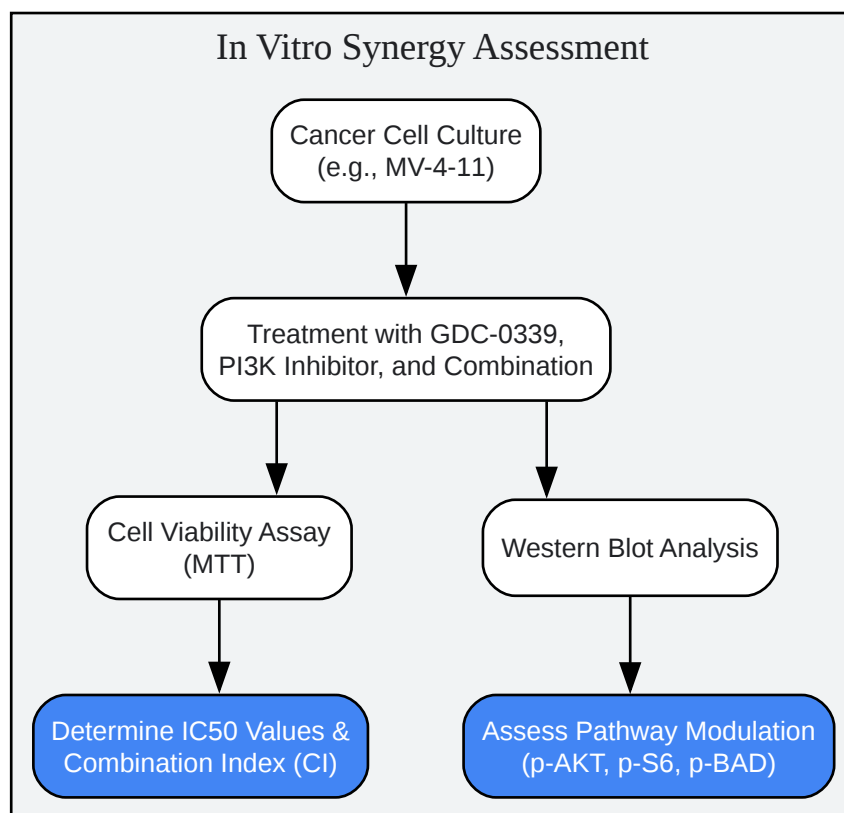 In Vitro Synergy Assessment
Cancer Cell Culture
(e.g., MV-4-11)
Treatment with GDC-0339,
PI3K Inhibitor, and Combination
Cell Viability Assay
(MTT)
Western Blot Analysis
Determine IC50 Values &
Combination Index (CI)
Assess Pathway Modulation
(p-AKT, p-S6, p-BAD)